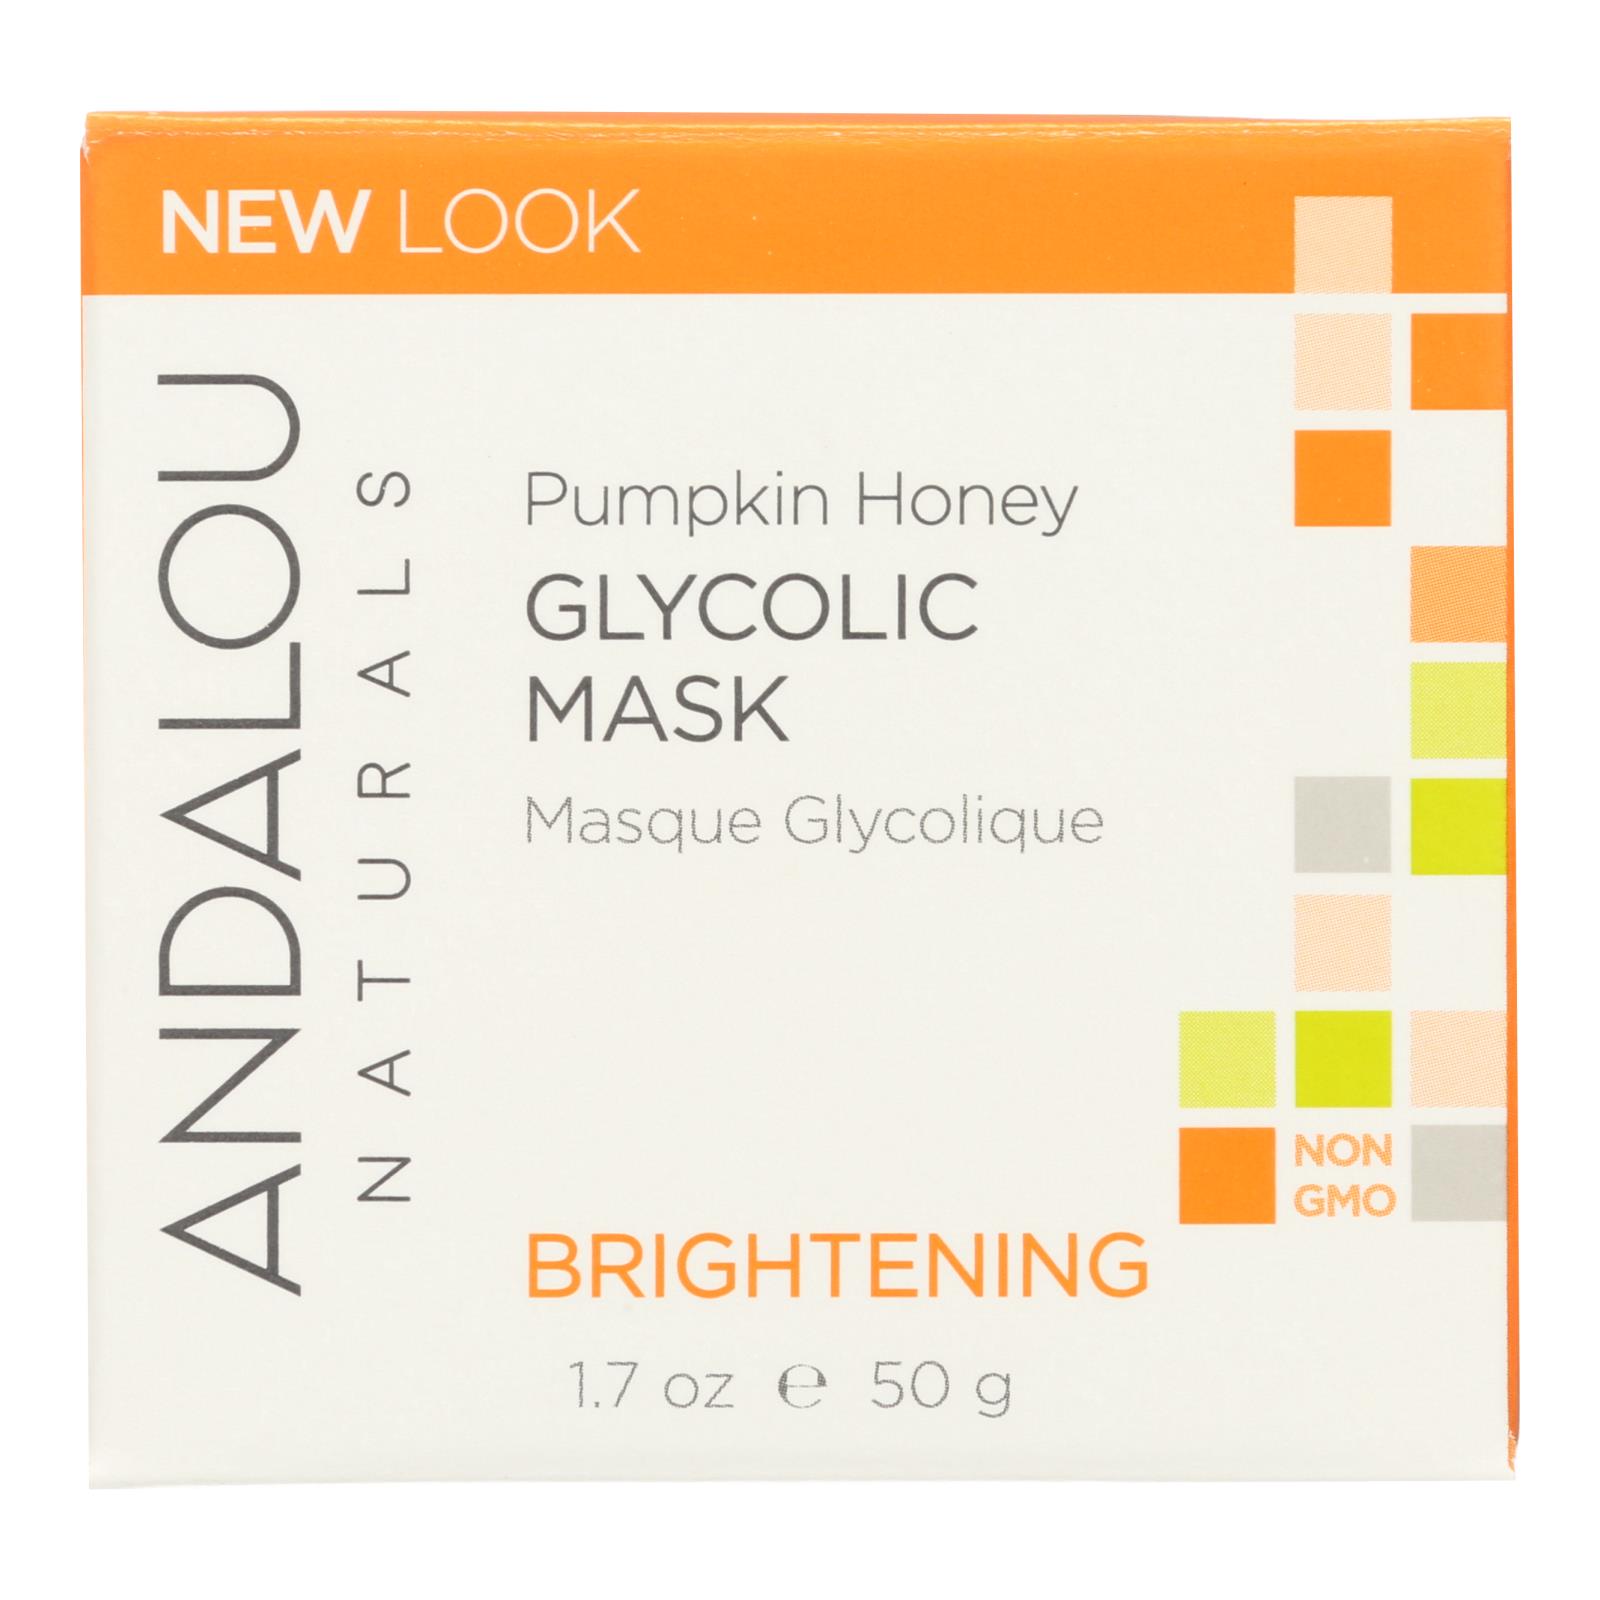 NEW LOOK
ANDALOU
NATURALS
Pumpkin Honey
GLYCOLIC
MASK
Masque Glycolique
NON
GMO
BRIGHTENING
1.7 oz ℮ 50 g